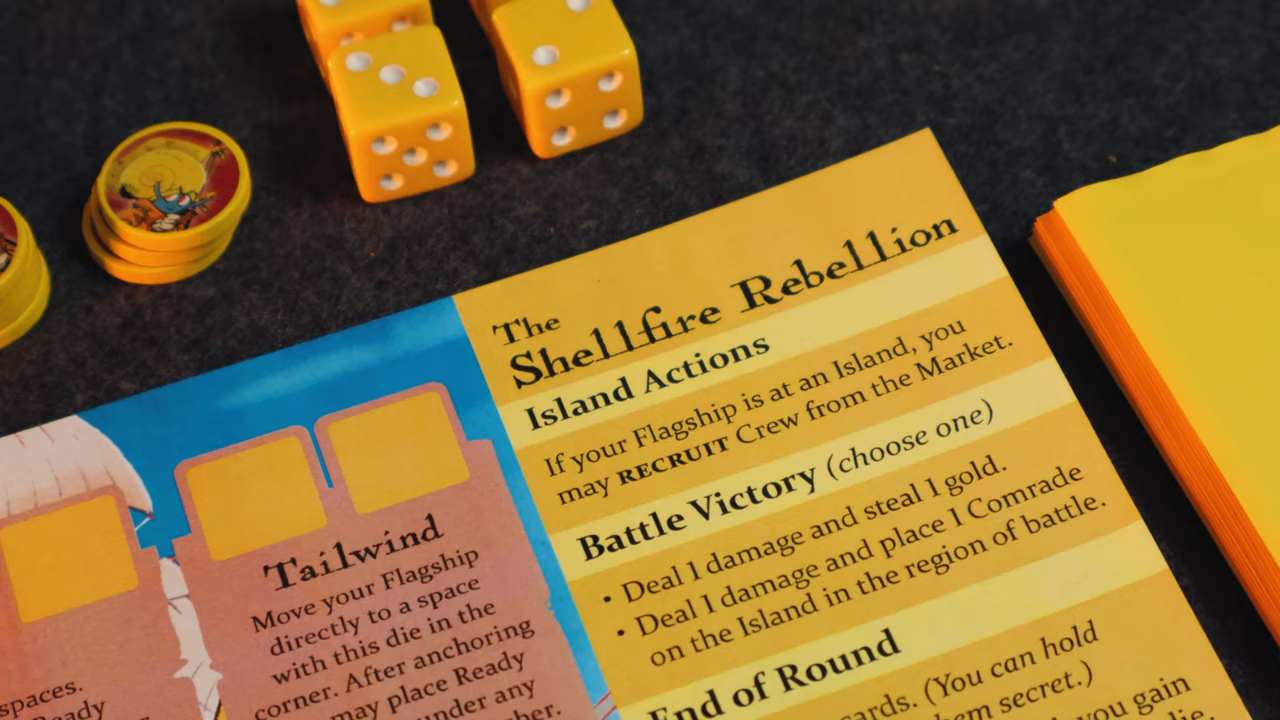 The
Shellfire Rebellion
Island Actions
If your Flagship is at an Island, you
may RECRUIT Crew from the Market.
Battle Victory (choose one)
• Deal 1 damage and steal 1 gold.
• Deal 1 damage and place 1 Comrade
on the Island in the region of battle.
End of Round
cards. (You can hold
hem secret.)
you gain
die
Tailwind
Move your Flagship
directly to a space
with this die in the
corner. After anchoring
may place Ready
under any
her.
spaces.
Ready